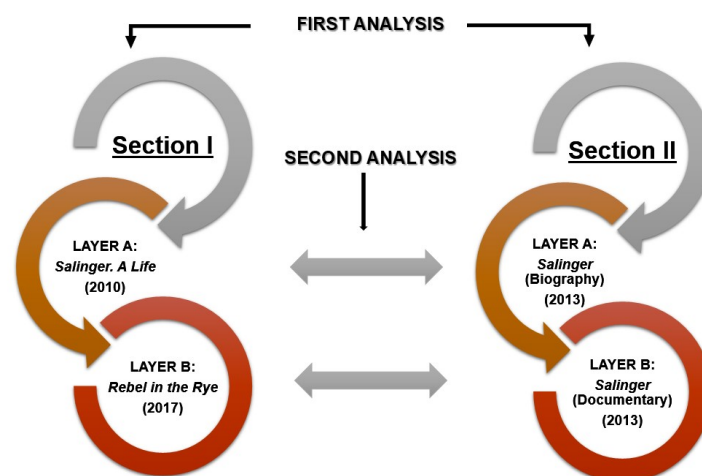 FIRST ANALYSIS
Section I
SECOND ANALYSIS
Section II
LAYER A:
Salinger. A Life
(2010)
LAYER A:
Salinger
(Biography)
(2013)
LAYER B:
Rebel in the Rye
(2017)
LAYER B:
Salinger
(Documentary)
(2013)